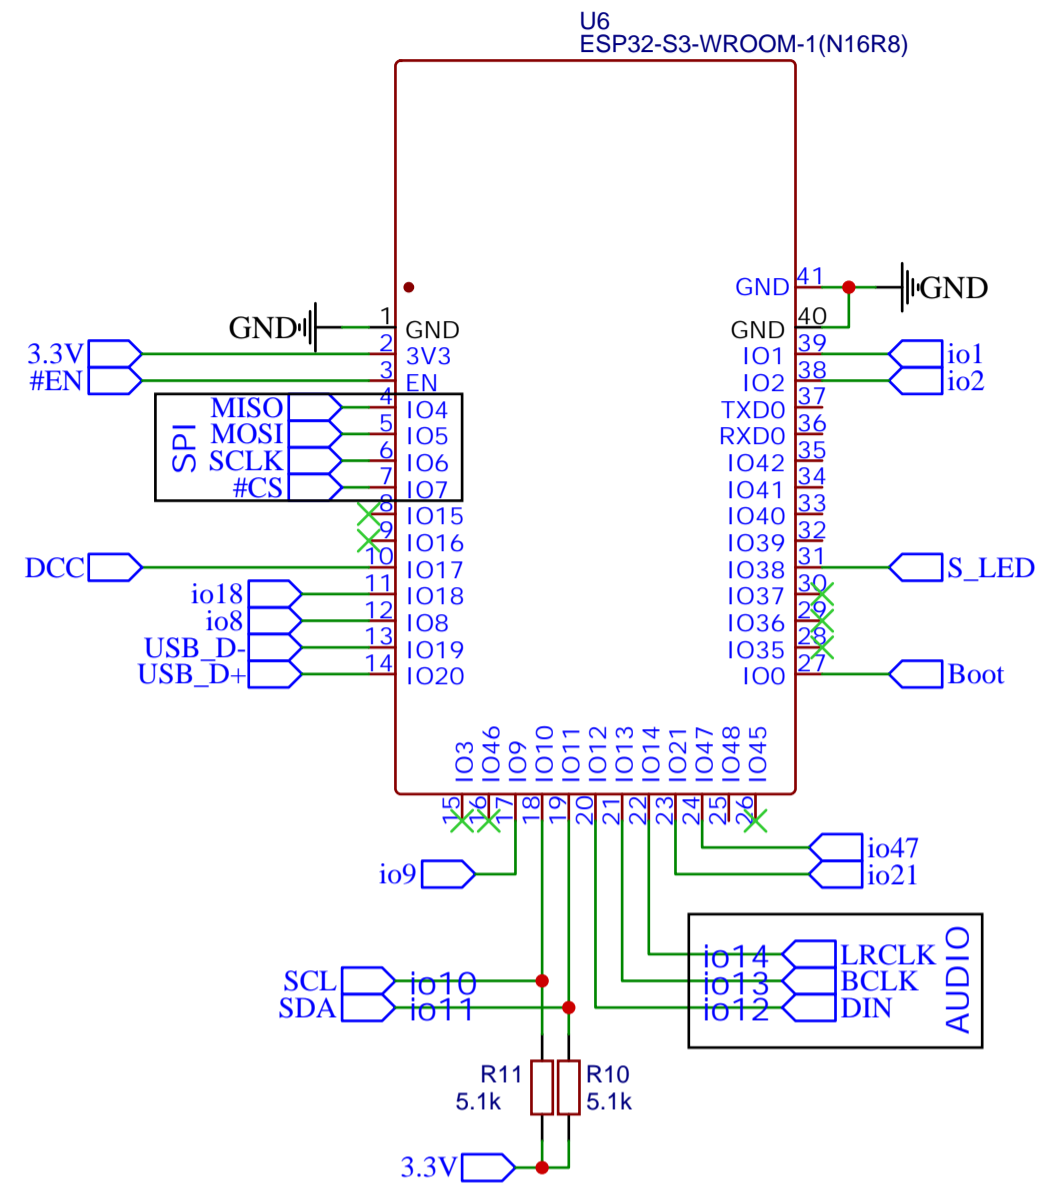 U6
ESP32-S3-WROOM-1(N16R8)
GND
1
GND
3.3V
2
3V3
#EN
3
EN
SPI
MISO
4
IO4
MOSI
5
IO5
SCLK
6
IO6
#CS
7
IO7
8
IO15
9
IO16
DCC
10
IO17
io18
11
IO18
io8
12
IO8
USB_D-
13
IO19
USB_D+
14
IO20
GND
41
GND
GND
40
IO1
39
io1
IO2
38
io2
TXD0
37
RXD0
36
IO42
35
IO41
34
IO40
33
IO39
32
IO38
31
S_LED
IO37
30
IO36
29
IO35
28
IO0
27
Boot
IO3
IO46
IO9
IO10
IO11
IO12
IO13
IO14
IO21
IO47
IO48
IO45
15
16
17
18
19
20
21
22
23
24
25
26
io9
io47
io21
SCL
io10
SDA
io11
io14
LRCLK
io13
BCLK
io12
DIN
AUDIO
R11
5.1k
R10
5.1k
3.3V